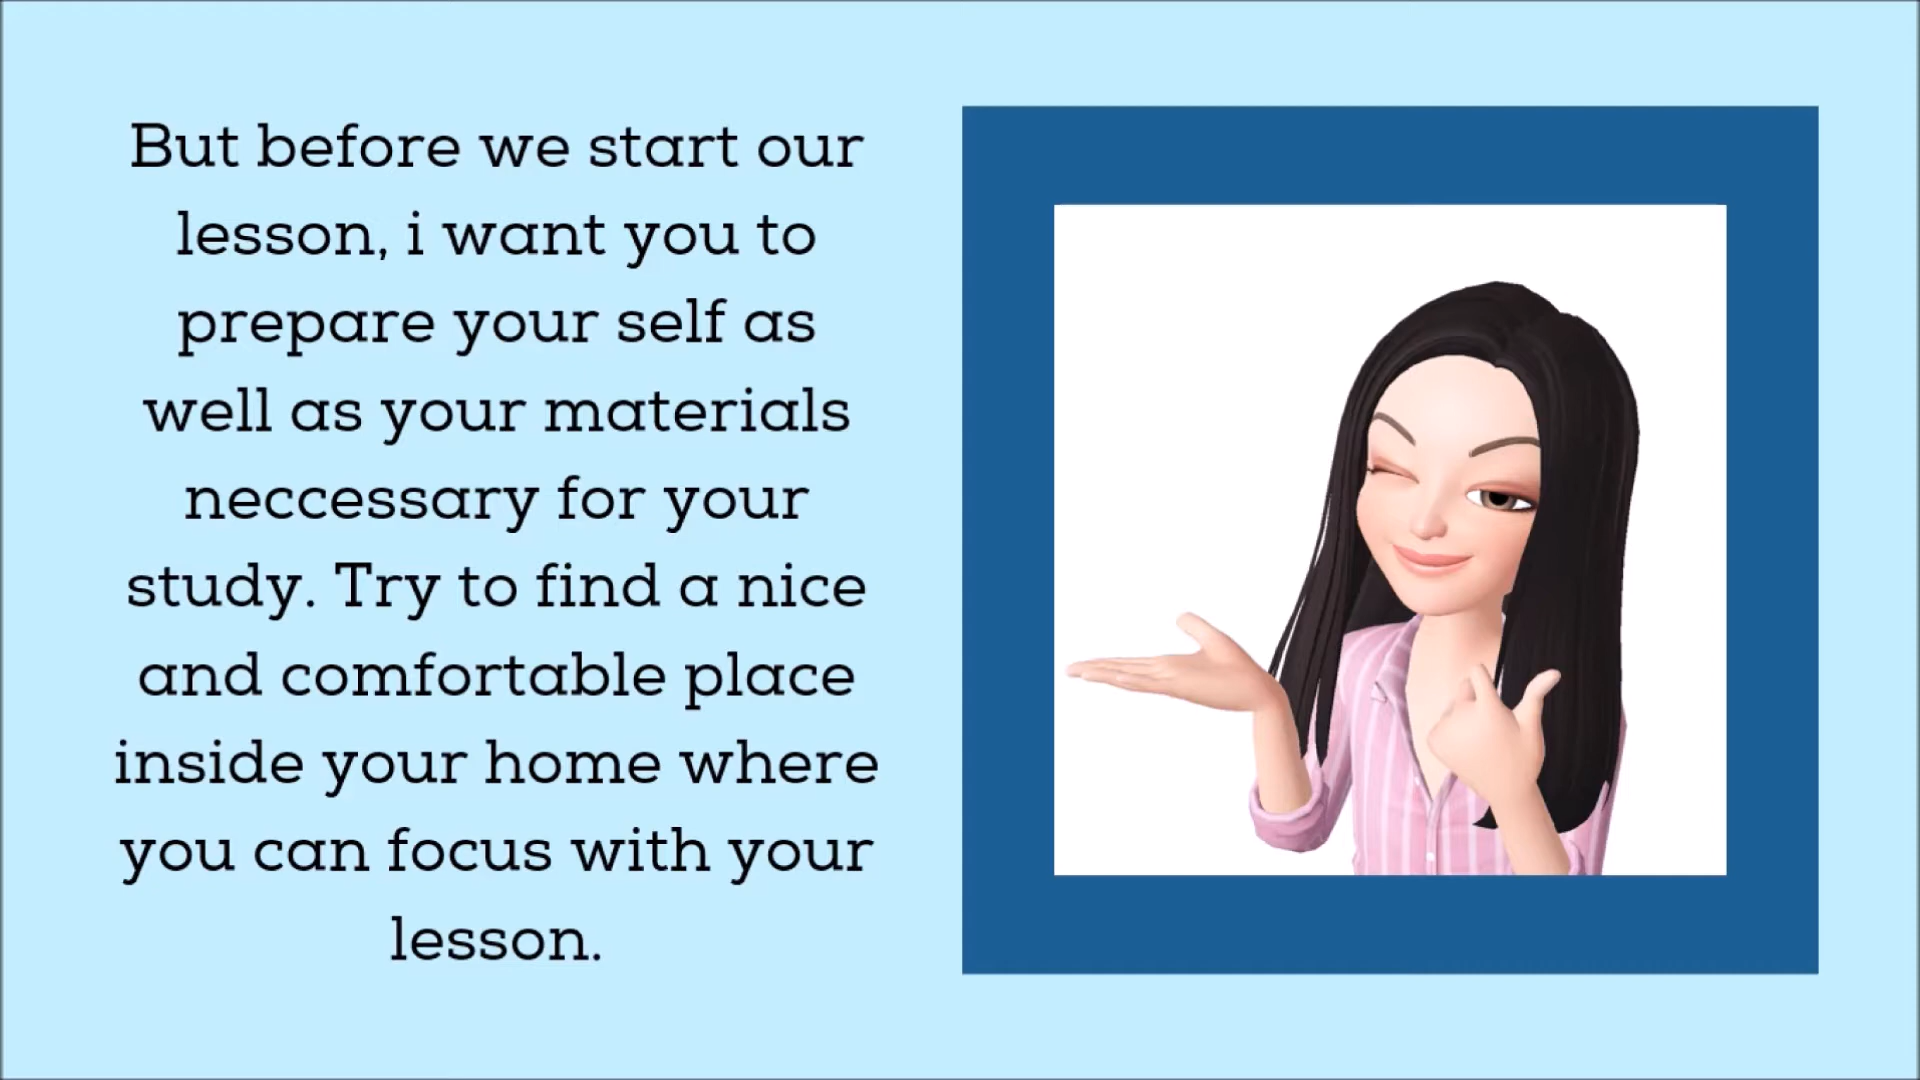 But before we start our
lesson, i want you to
prepare your self as
well as your materials
neccessary for your
study. Try to find a nice
and comfortable place
inside your home where
you can focus with your
lesson.